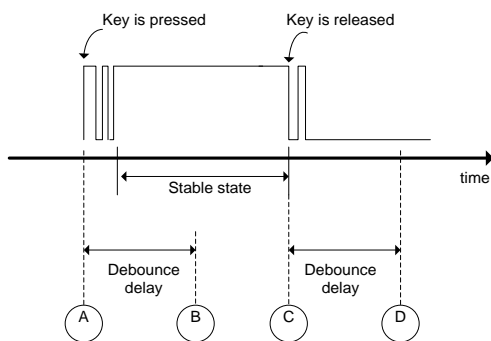 Key is pressed
Key is released
time
Stable state
Debounce
delay
Debounce
delay
A
B
C
D